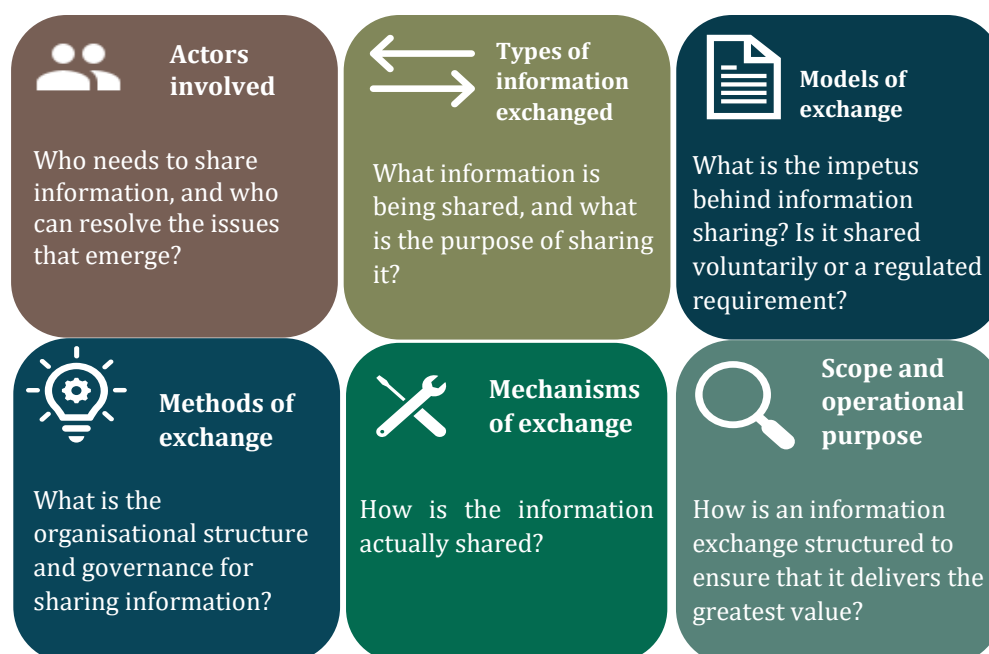 Actors
involved
Who needs to share
information, and who
can resolve the issues
that emerge?
Types of
information
exchanged
What information is
being shared, and what
is the purpose of sharing
it?
Models of
exchange
What is the impetus
behind information
sharing? Is it shared
voluntarily or a regulated
requirement?
Methods of
exchange
What is the
organisational structure
and governance for
sharing information?
Mechanisms
of exchange
How is the information
actually shared?
Scope and
operational
purpose
How is an information
exchange structured to
ensure that it delivers the
greatest value?